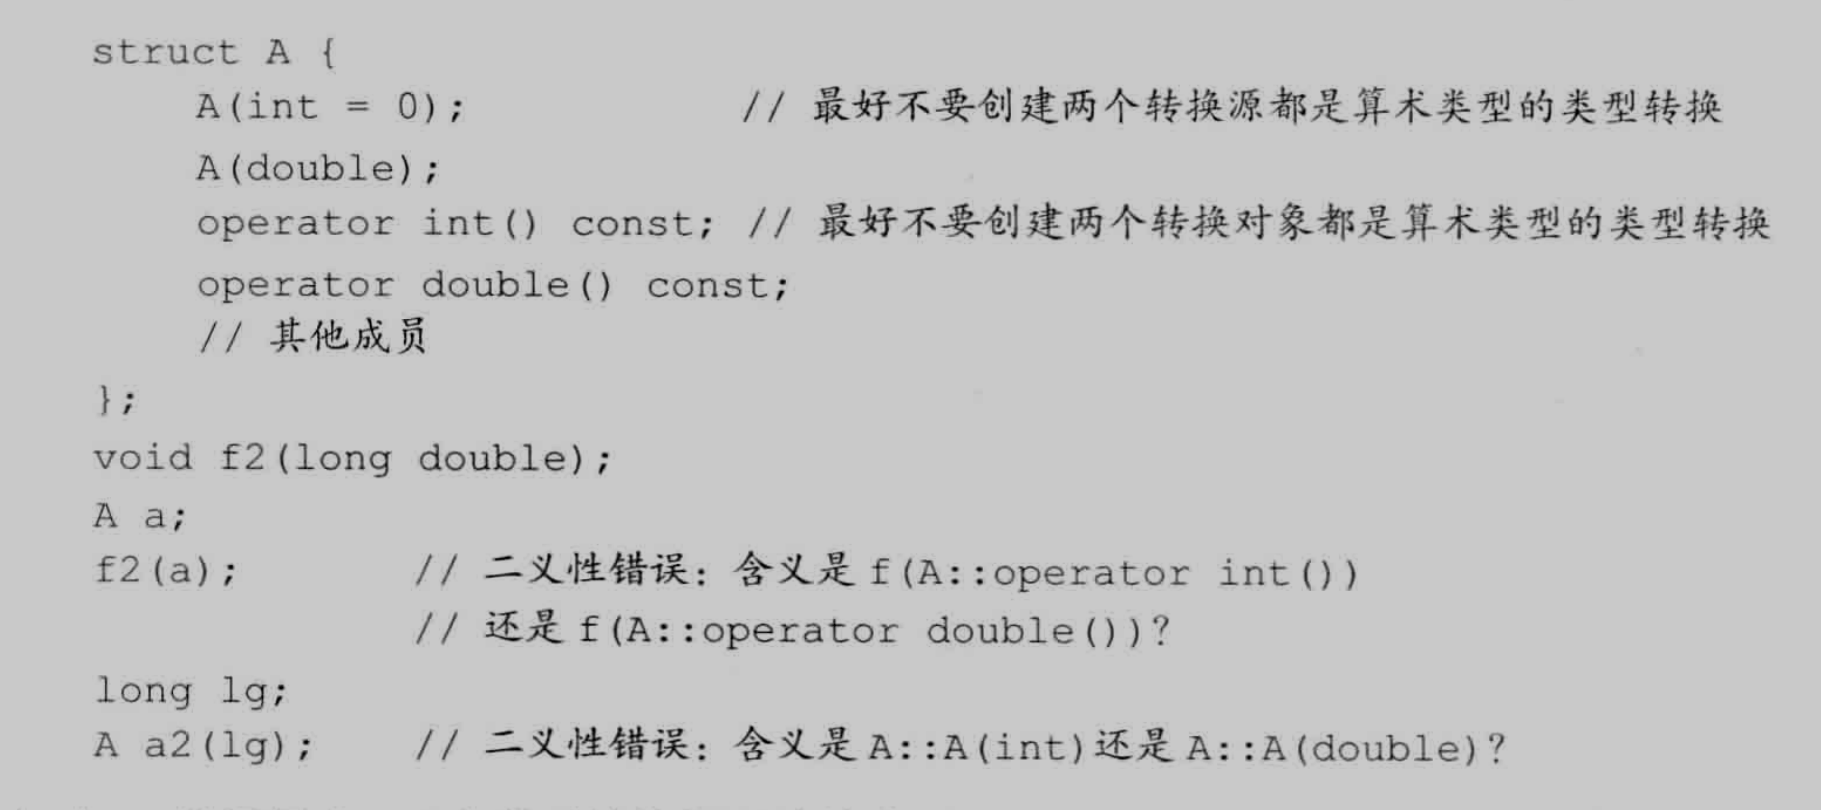 struct A {
A(int = 0); // 最好不要创建两个转换源都是算术类型的类型转换
A(double);
operator int() const; // 最好不要创建两个转换对象都是算术类型的类型转换
operator double() const;
// 其他成员
};
void f2(long double);
A a;
f2(a); // 二义性错误：含义是f(A::operator int())
// 还是f(A::operator double())?
long lg;
A a2(lg); // 二义性错误：含义是A::A(int)还是A::A(double)?